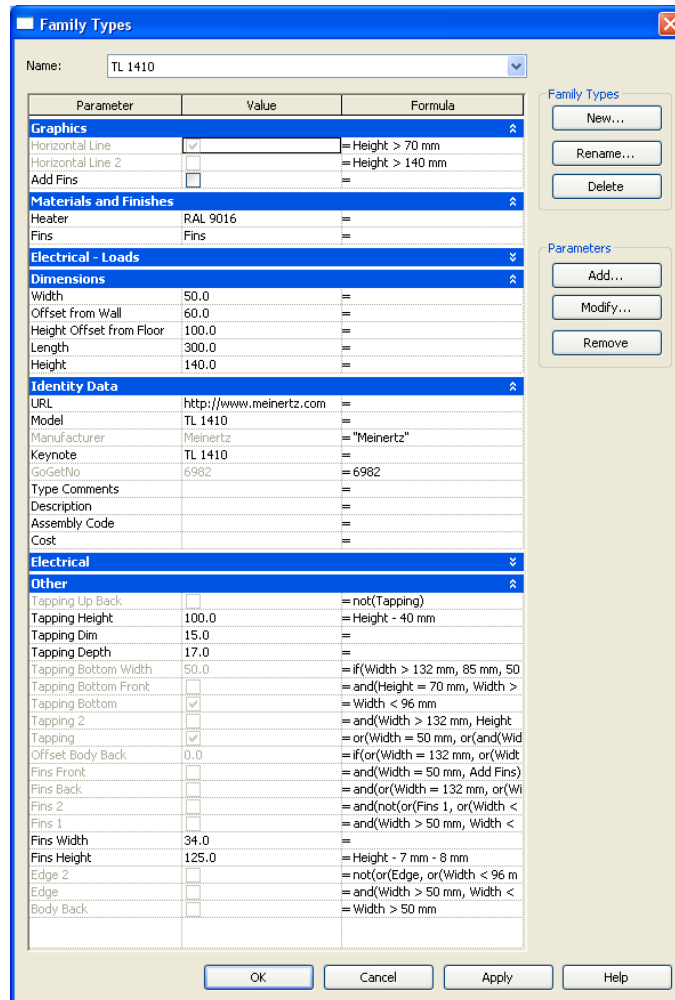 Family Types
Name: TL 1410
Parameter Value Formula
Graphics
Horizontal Line = Height > 70 mm
Horizontal Line 2 = Height > 140 mm
Add Fins =
Materials and Finishes
Heater RAL 9016 =
Fins Fins =
Electrical - Loads
Dimensions
Width 50.0 =
Offset from Wall 60.0 =
Height Offset from Floor 100.0 =
Length 300.0 =
Height 140.0 =
Identity Data
URL http://www.meinertz.com =
Model TL 1410 =
Manufacturer Meinertz = "Meinertz"
Keynote TL 1410 =
GoGetNo 6982 = 6982
Type Comments =
Description =
Assembly Code =
Cost =
Electrical
Other
Tapping Up Back = not(Tapping)
Tapping Height 100.0 = Height - 40 mm
Tapping Dim 15.0 =
Tapping Depth 17.0 =
Tapping Bottom Width 50.0 = if(Width > 132 mm, 85 mm, 50
Tapping Bottom Front = and(Height = 70 mm, Width >
Tapping Bottom = Width < 96 mm
Tapping 2 = and(Width > 132 mm, Height
Tapping = or(Width = 50 mm, or(and(Wid
Offset Body Back 0.0 = if(or(Width = 132 mm, or(Widt
Fins Front = and(Width = 50 mm, Add Fins)
Fins Back = and(or(Width = 132 mm, or(Wi
Fins 2 = and(not(or(Fins 1, or(Width <
Fins 1 = and(Width > 50 mm, Width <
Fins Width 34.0 =
Fins Height 125.0 = Height - 7 mm - 8 mm
Edge 2 = not(or(Edge, or(Width < 96 m
Edge = and(Width > 50 mm, Width <
Body Back = Width > 50 mm
Family Types
New...
Rename...
Delete
Parameters
Add...
Modify...
Remove
OK Cancel Apply Help